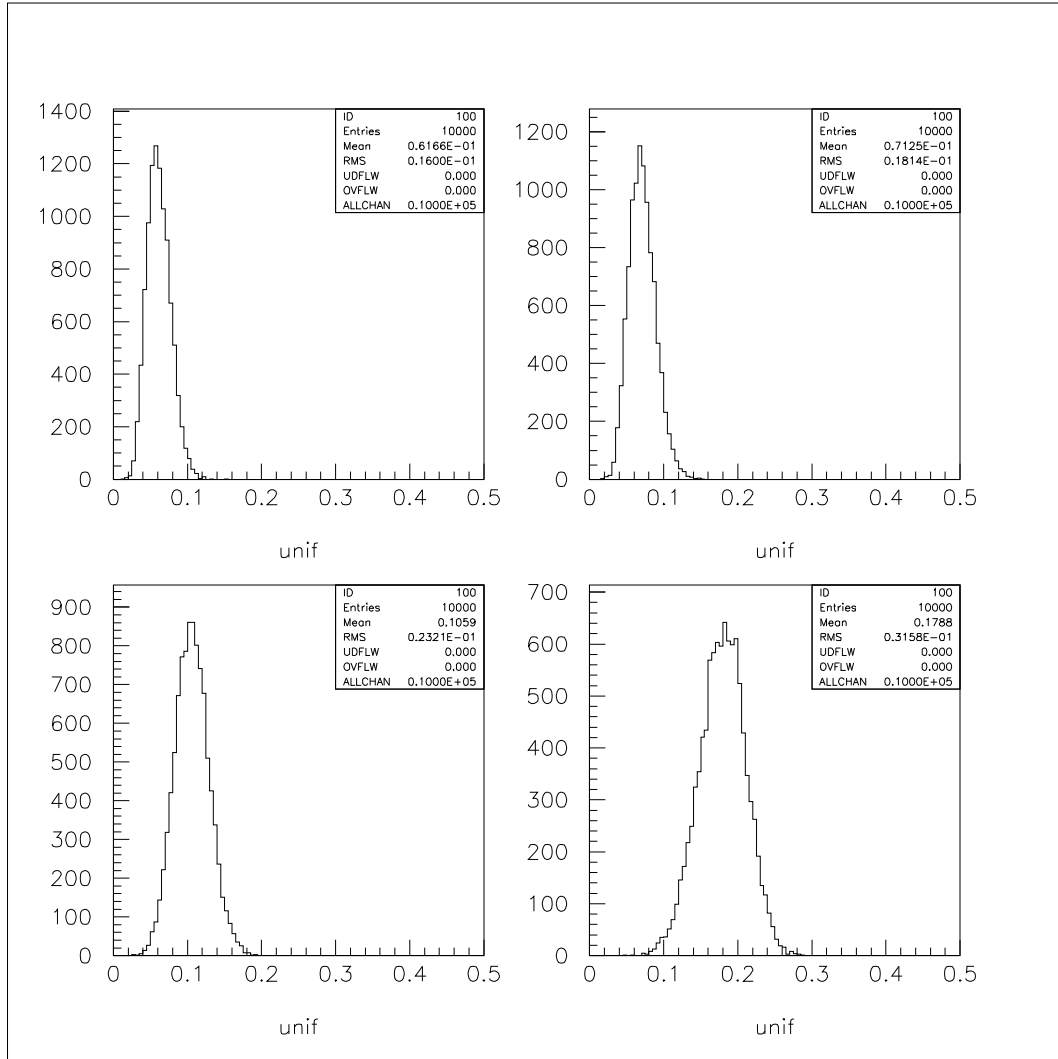 1400
1200
1000
800
600
400
200
0
0 0.1 0.2 0.3 0.4 0.5
unif
ID 100
Entries 10000
Mean 0.6166E-01
RMS 0.1600E-01
UDFLW 0.000
OVFLW 0.000
ALLCHAN 0.1000E+05
1200
1000
800
600
400
200
0
0 0.1 0.2 0.3 0.4 0.5
unif
ID 100
Entries 10000
Mean 0.7125E-01
RMS 0.1814E-01
UDFLW 0.000
OVFLW 0.000
ALLCHAN 0.1000E+05
900
800
700
600
500
400
300
200
100
0
0 0.1 0.2 0.3 0.4 0.5
unif
ID 100
Entries 10000
Mean 0.1059
RMS 0.2321E-01
UDFLW 0.000
OVFLW 0.000
ALLCHAN 0.1000E+05
700
600
500
400
300
200
100
0
0 0.1 0.2 0.3 0.4 0.5
unif
ID 100
Entries 10000
Mean 0.1788
RMS 0.3158E-01
UDFLW 0.000
OVFLW 0.000
ALLCHAN 0.1000E+05